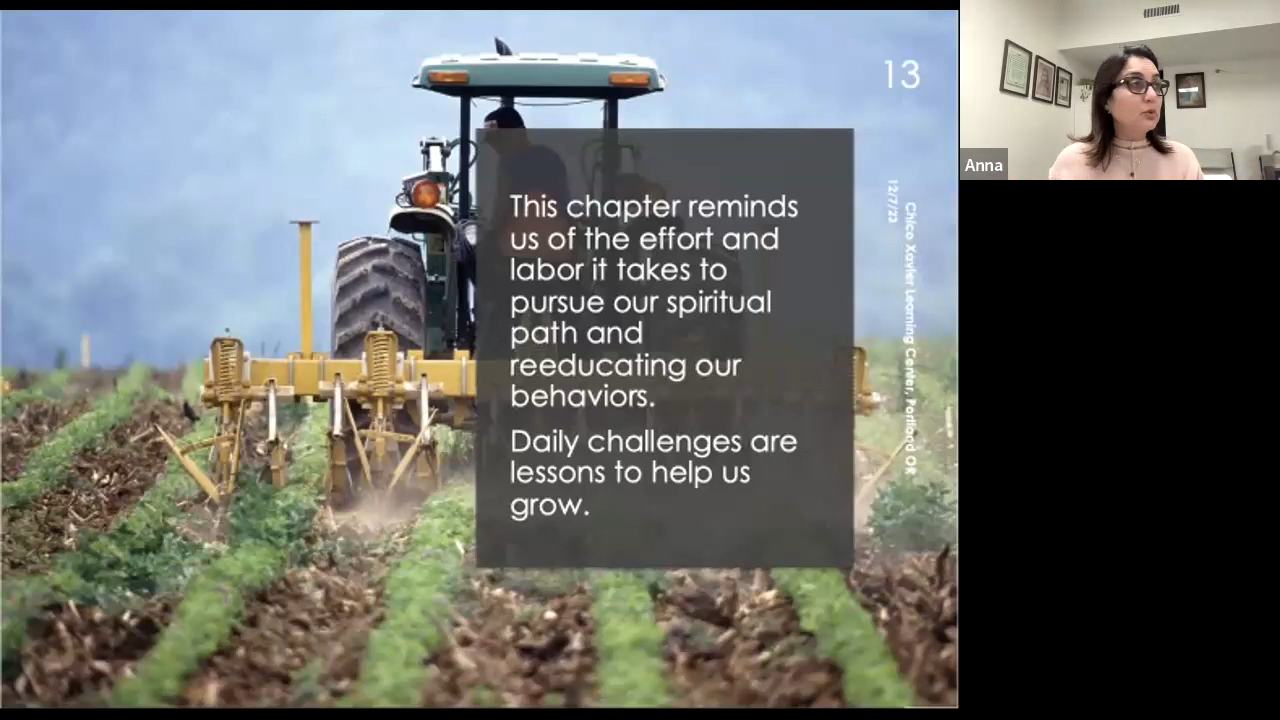 13
This chapter reminds
us of the effort and
labor it takes to
pursue our spiritual
path and
reeducating our
behaviors.
Daily challenges are
lessons to help us
grow.
12/7/23
Chico Xavier Learning Center, Portland OR
Anna